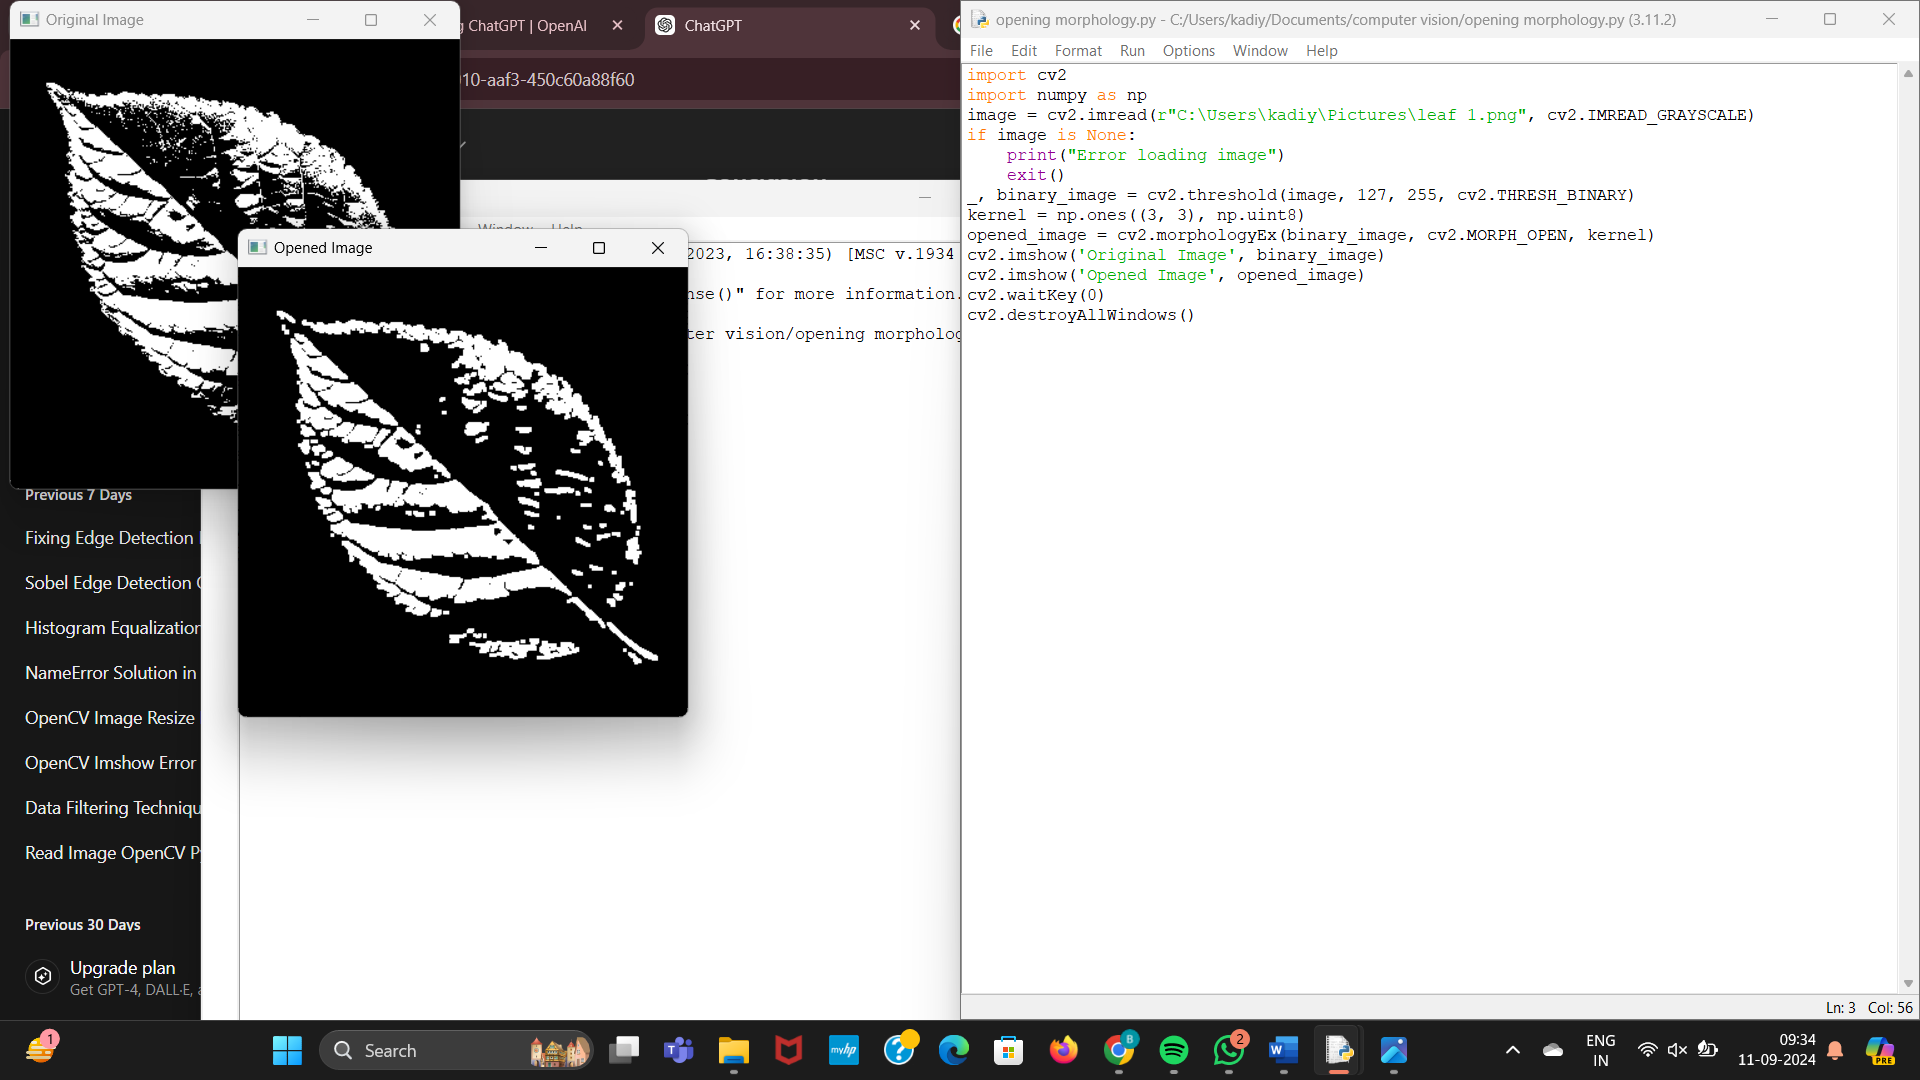 Original Image
g ChatGPT | OpenAI
ChatGPT
10-aaf3-450c60a88f60
Window Help
2023, 16:38:35) [MSC v.1934
nse()" for more information.
ter vision/opening morpholog
Opened Image
Previous 7 Days
Fixing Edge Detection
Sobel Edge Detection
Histogram Equalization
NameError Solution in
OpenCV Image Resize
OpenCV Imshow Error
Data Filtering Techniqu
Read Image OpenCV P
Previous 30 Days
Upgrade plan
Get GPT-4, DALL·E, a
opening morphology.py - C:/Users/kadiy/Documents/computer vision/opening morphology.py (3.11.2)
File Edit Format Run Options Window Help
import cv2
import numpy as np
image = cv2.imread(r"C:\Users\kadiy\Pictures\leaf 1.png", cv2.IMREAD_GRAYSCALE)
if image is None:
    print("Error loading image")
    exit()
_, binary_image = cv2.threshold(image, 127, 255, cv2.THRESH_BINARY)
kernel = np.ones((3, 3), np.uint8)
opened_image = cv2.morphologyEx(binary_image, cv2.MORPH_OPEN, kernel)
cv2.imshow('Original Image', binary_image)
cv2.imshow('Opened Image', opened_image)
cv2.waitKey(0)
cv2.destroyAllWindows()
Ln: 3 Col: 56
1
Search
myhp
B
2
PRE
ENG
IN
09:34
11-09-2024